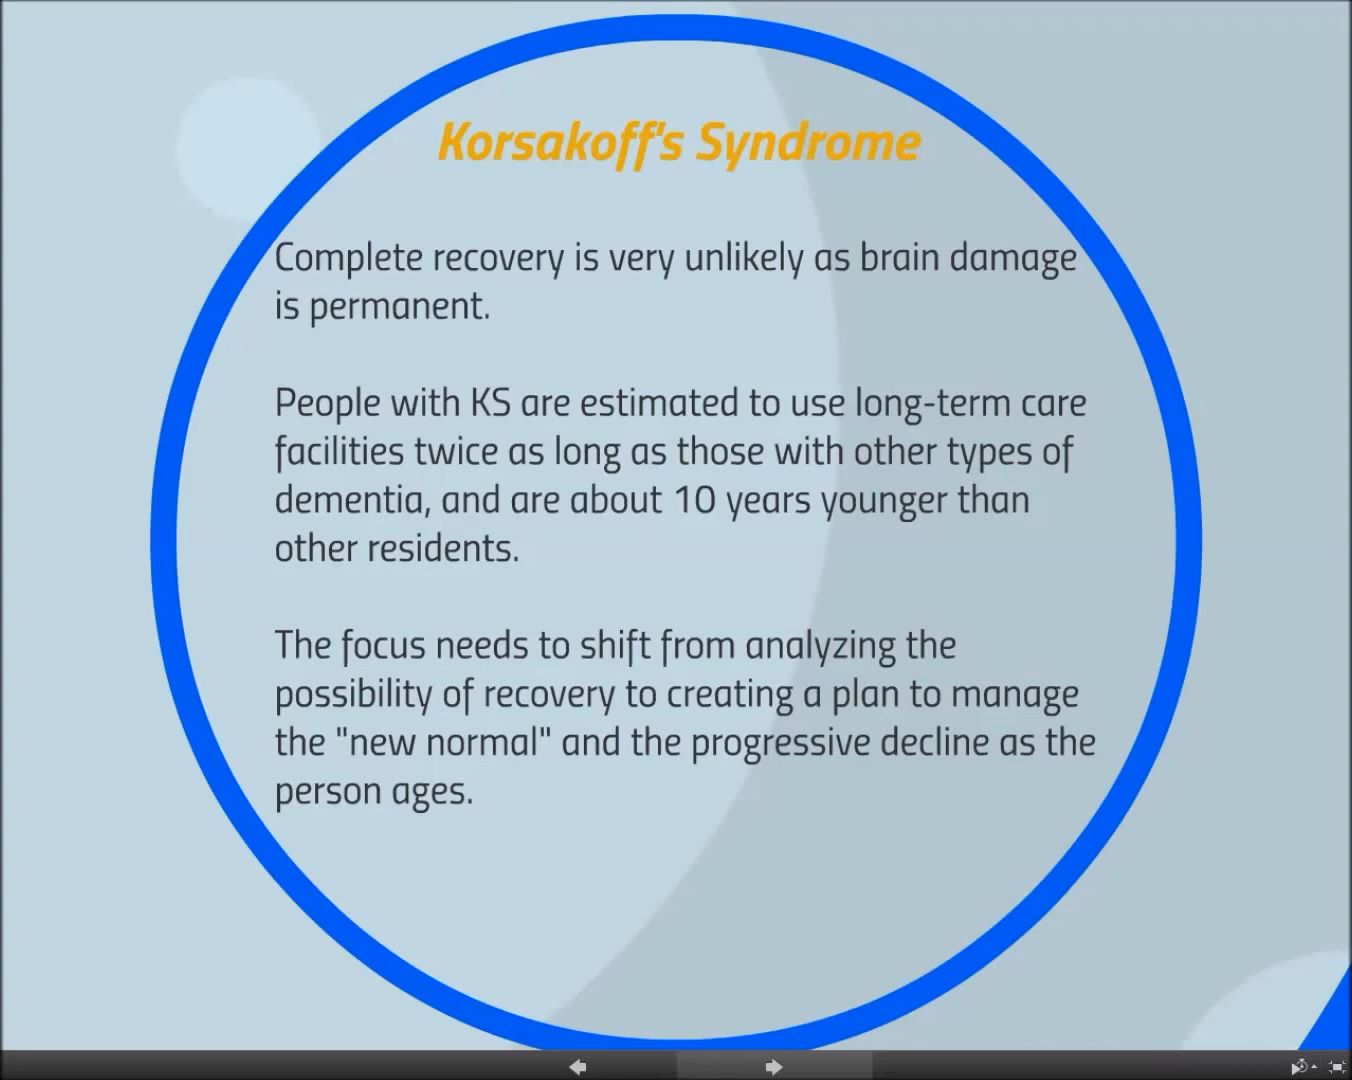 Korsakoff's Syndrome
Complete recovery is very unlikely as brain damage
is permanent.
People with KS are estimated to use long-term care
facilities twice as long as those with other types of
dementia, and are about 10 years younger than
other residents.
The focus needs to shift from analyzing the
possibility of recovery to creating a plan to manage
the "new normal" and the progressive decline as the
person ages.